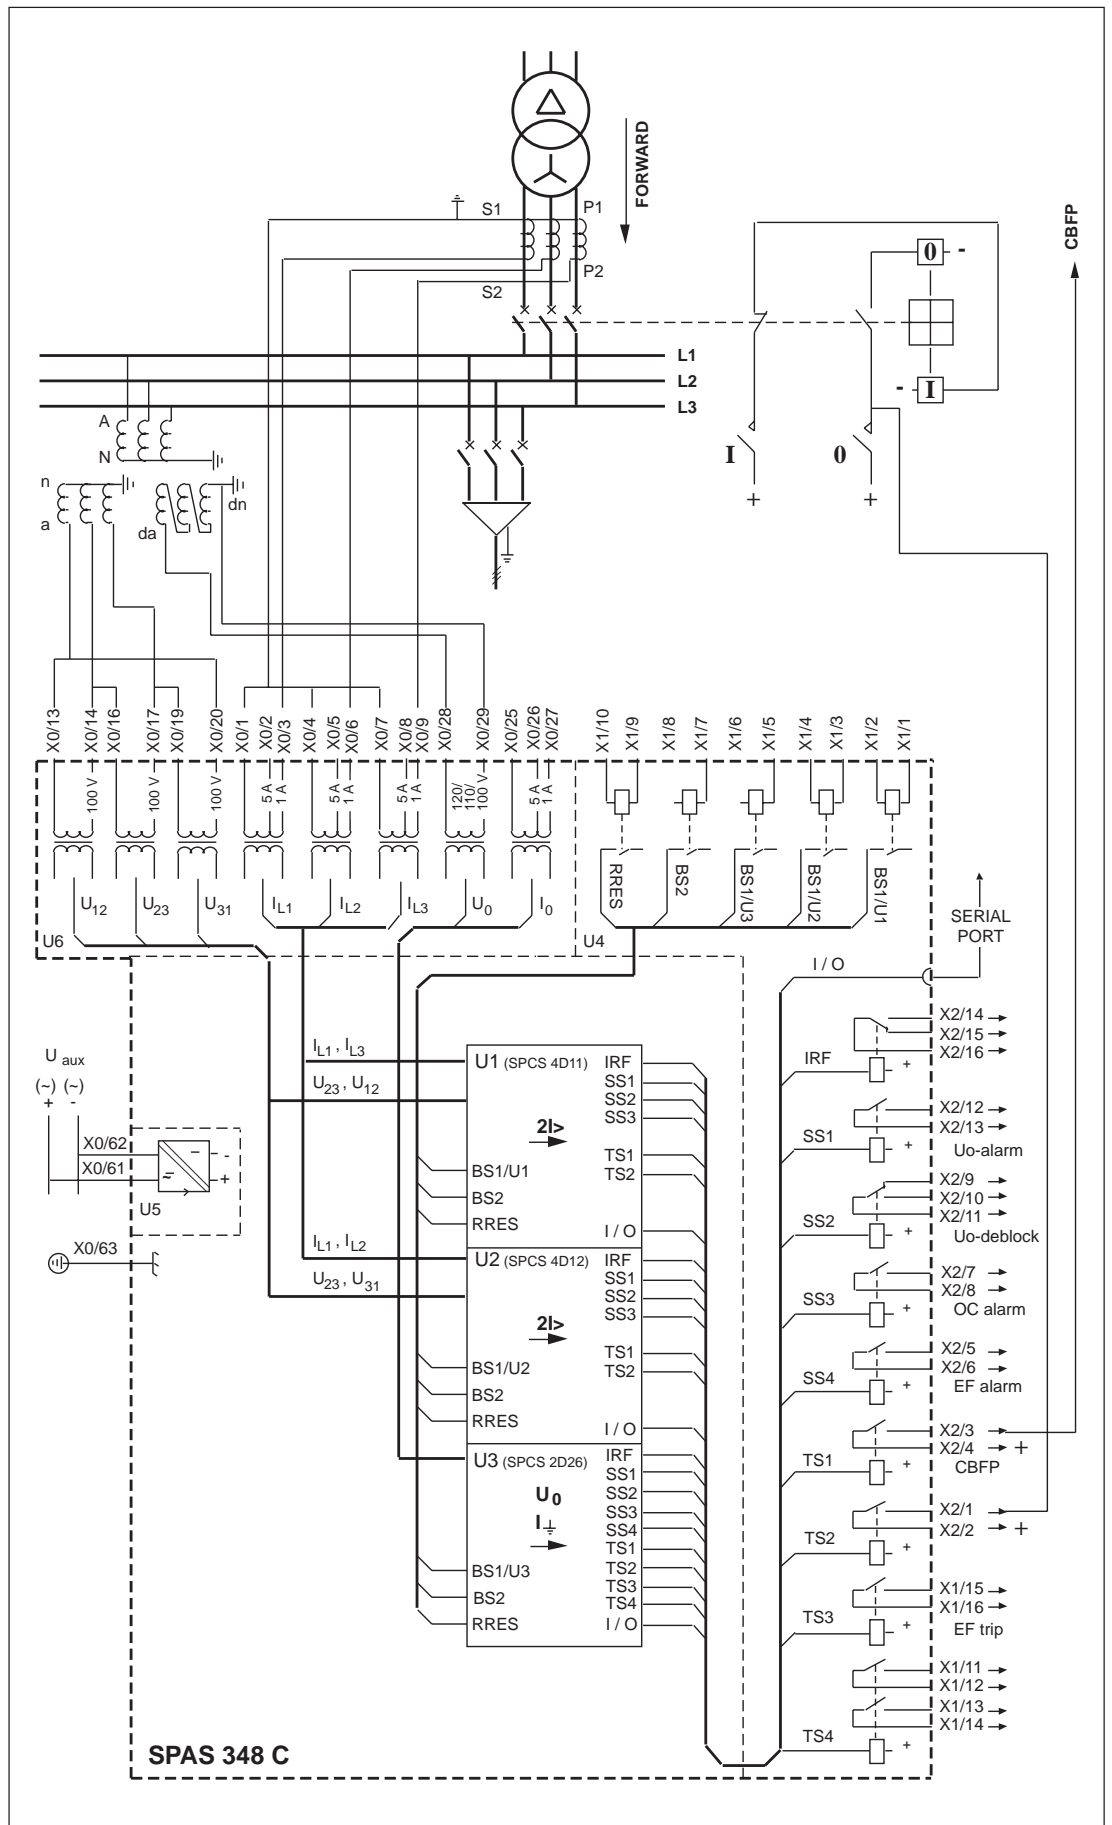 FORWARD
CBFP
S1
P1
P2
S2
0 -
- I
L1
L2
L3
A
N
n
a
da
dn
I
0
+
+
X0/13
X0/14
X0/16
X0/17
X0/19
X0/20
X0/1
X0/2
X0/3
X0/4
X0/5
X0/6
X0/7
X0/8
X0/9
X0/28
X0/29
X0/25
X0/26
X0/27
X1/10
X1/9
X1/8
X1/7
X1/6
X1/5
X1/4
X1/3
X1/2
X1/1
100 V
100 V
100 V
5 A
1 A
5 A
1 A
5 A
1 A
120/
110/
100 V
5 A
1 A
U12
U23
U31
IL1
IL2
IL3
U0
I0
RRES
BS2
BS1/U3
BS1/U2
BS1/U1
U6
U4
SERIAL
PORT
I / O
U aux
(~) (~)
+ -
X0/62
X0/61
U5
X0/63
~
=
-
-
+
IL1 , IL3
U23 , U12
U1 (SPCS 4D11)
2I>
BS1/U1
BS2
RRES
IRF
SS1
SS2
SS3
TS1
TS2
I / O
IL1 , IL2
U23 , U31
U2 (SPCS 4D12)
2I>
BS1/U2
BS2
RRES
IRF
SS1
SS2
SS3
TS1
TS2
I / O
U3 (SPCS 2D26)
U0
I
BS1/U3
BS2
RRES
IRF
SS1
SS2
SS3
SS4
TS1
TS2
TS3
TS4
I / O
X2/14
X2/15
X2/16
IRF
+
X2/12
X2/13
SS1
+
Uo-alarm
X2/9
X2/10
X2/11
SS2
+
Uo-deblock
X2/7
X2/8
SS3
+
OC alarm
X2/5
X2/6
SS4
+
EF alarm
X2/3
X2/4 +
TS1
+
CBFP
X2/1
X2/2 +
TS2
+
X1/15
X1/16
TS3
+
EF trip
X1/11
X1/12
X1/13
X1/14
TS4
+
SPAS 348 C